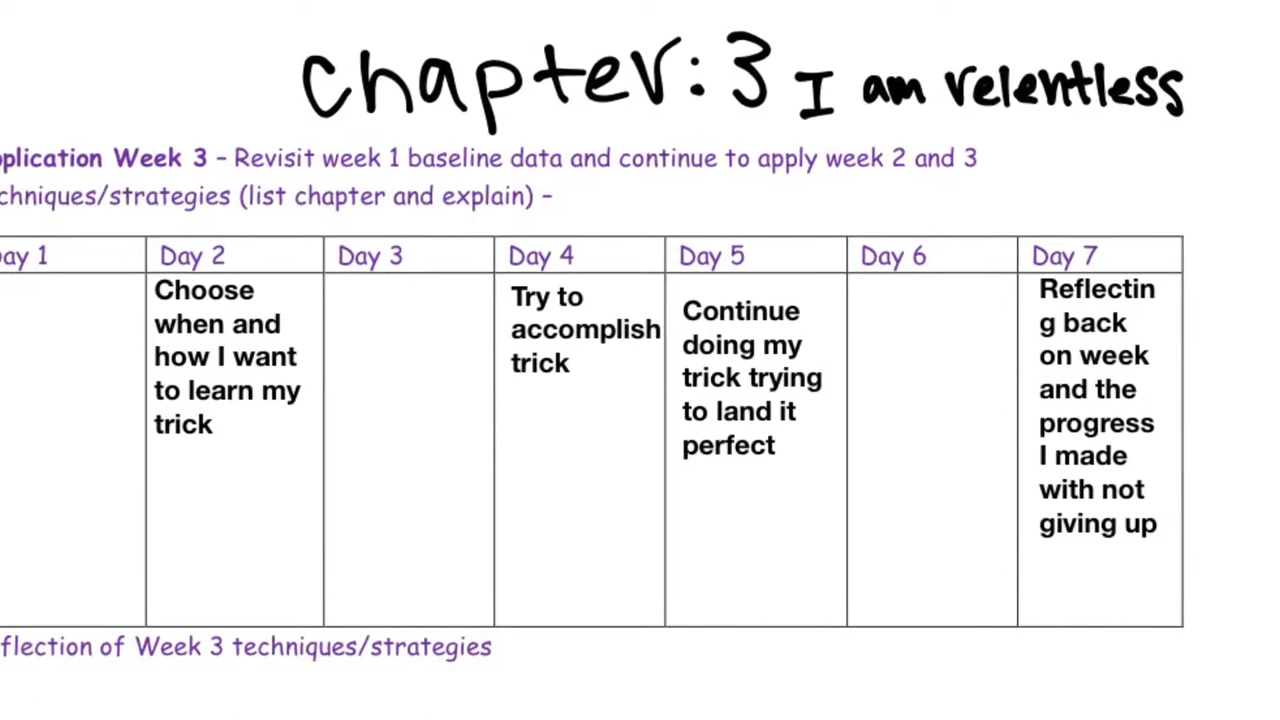 chapter: 3 I am relentless
pplication Week 3 – Revisit week 1 baseline data and continue to apply week 2 and 3
chniques/strategies (list chapter and explain) –
ay 1
Day 2
Day 3
Day 4
Day 5
Day 6
Day 7
Choose
when and
how I want
to learn my
trick
Try to
accomplish
trick
Continue
doing my
trick trying
to land it
perfect
Reflectin
g back
on week
and the
progress
I made
with not
giving up
flection of Week 3 techniques/strategies